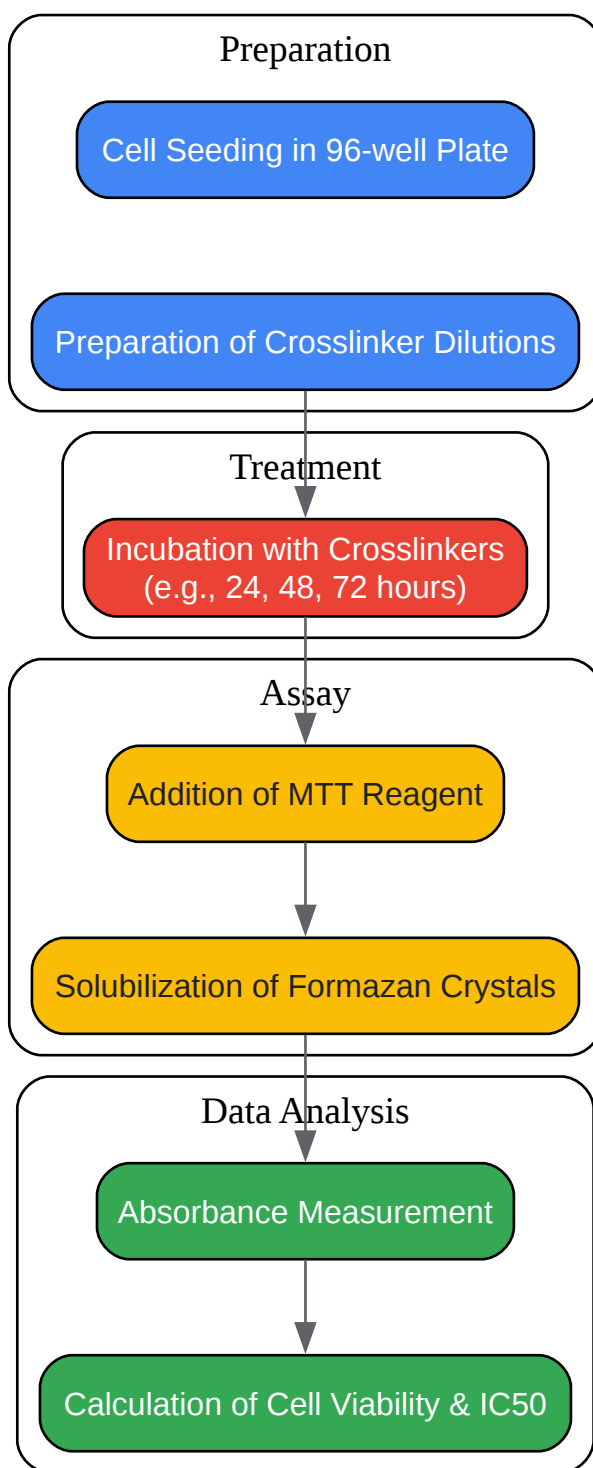 Preparation
Cell Seeding in 96-well Plate
Preparation of Crosslinker Dilutions
Treatment
Incubation with Crosslinkers
(e.g., 24, 48, 72 hours)
Assay
Addition of MTT Reagent
Solubilization of Formazan Crystals
Data Analysis
Absorbance Measurement
Calculation of Cell Viability & IC50